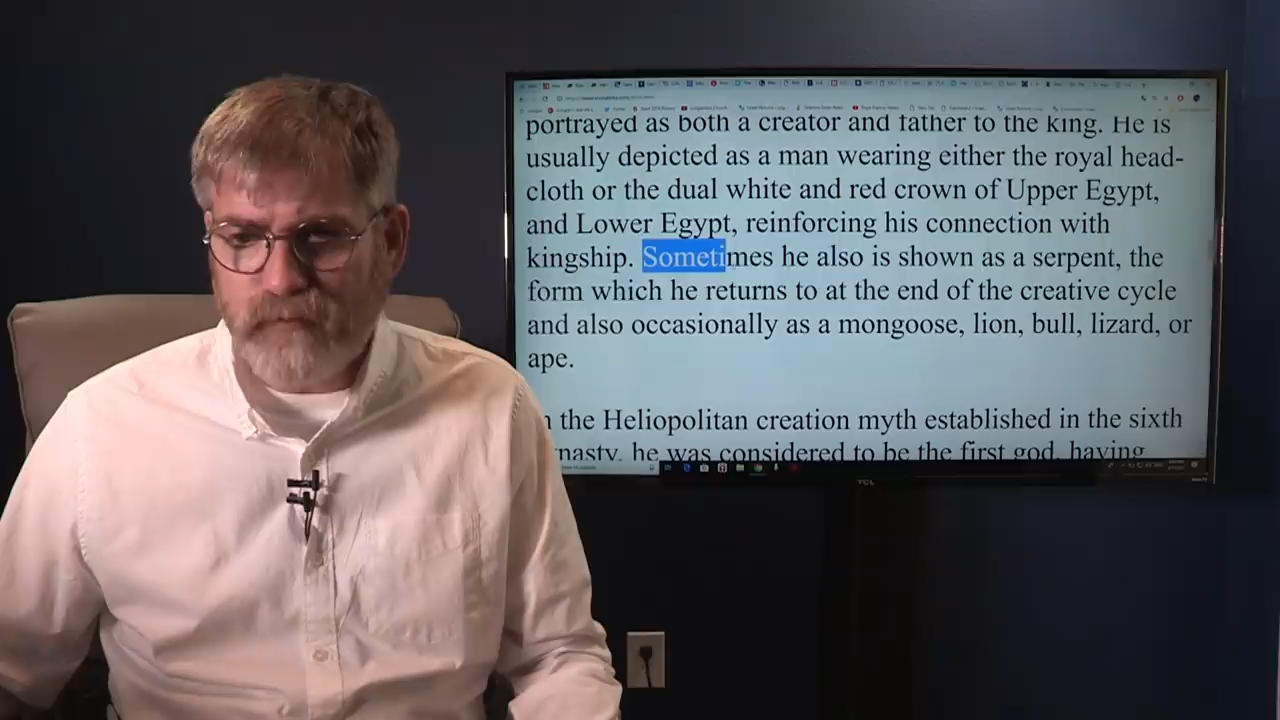 portrayed as both a creator and father to the king. He is
usually depicted as a man wearing either the royal head-
cloth or the dual white and red crown of Upper Egypt,
and Lower Egypt, reinforcing his connection with
kingship. Sometimes he also is shown as a serpent, the
form which he returns to at the end of the creative cycle
and also occasionally as a mongoose, lion, bull, lizard, or
ape.
the Heliopolitan creation myth established in the sixth
he was considered to be the first god, having
TCL